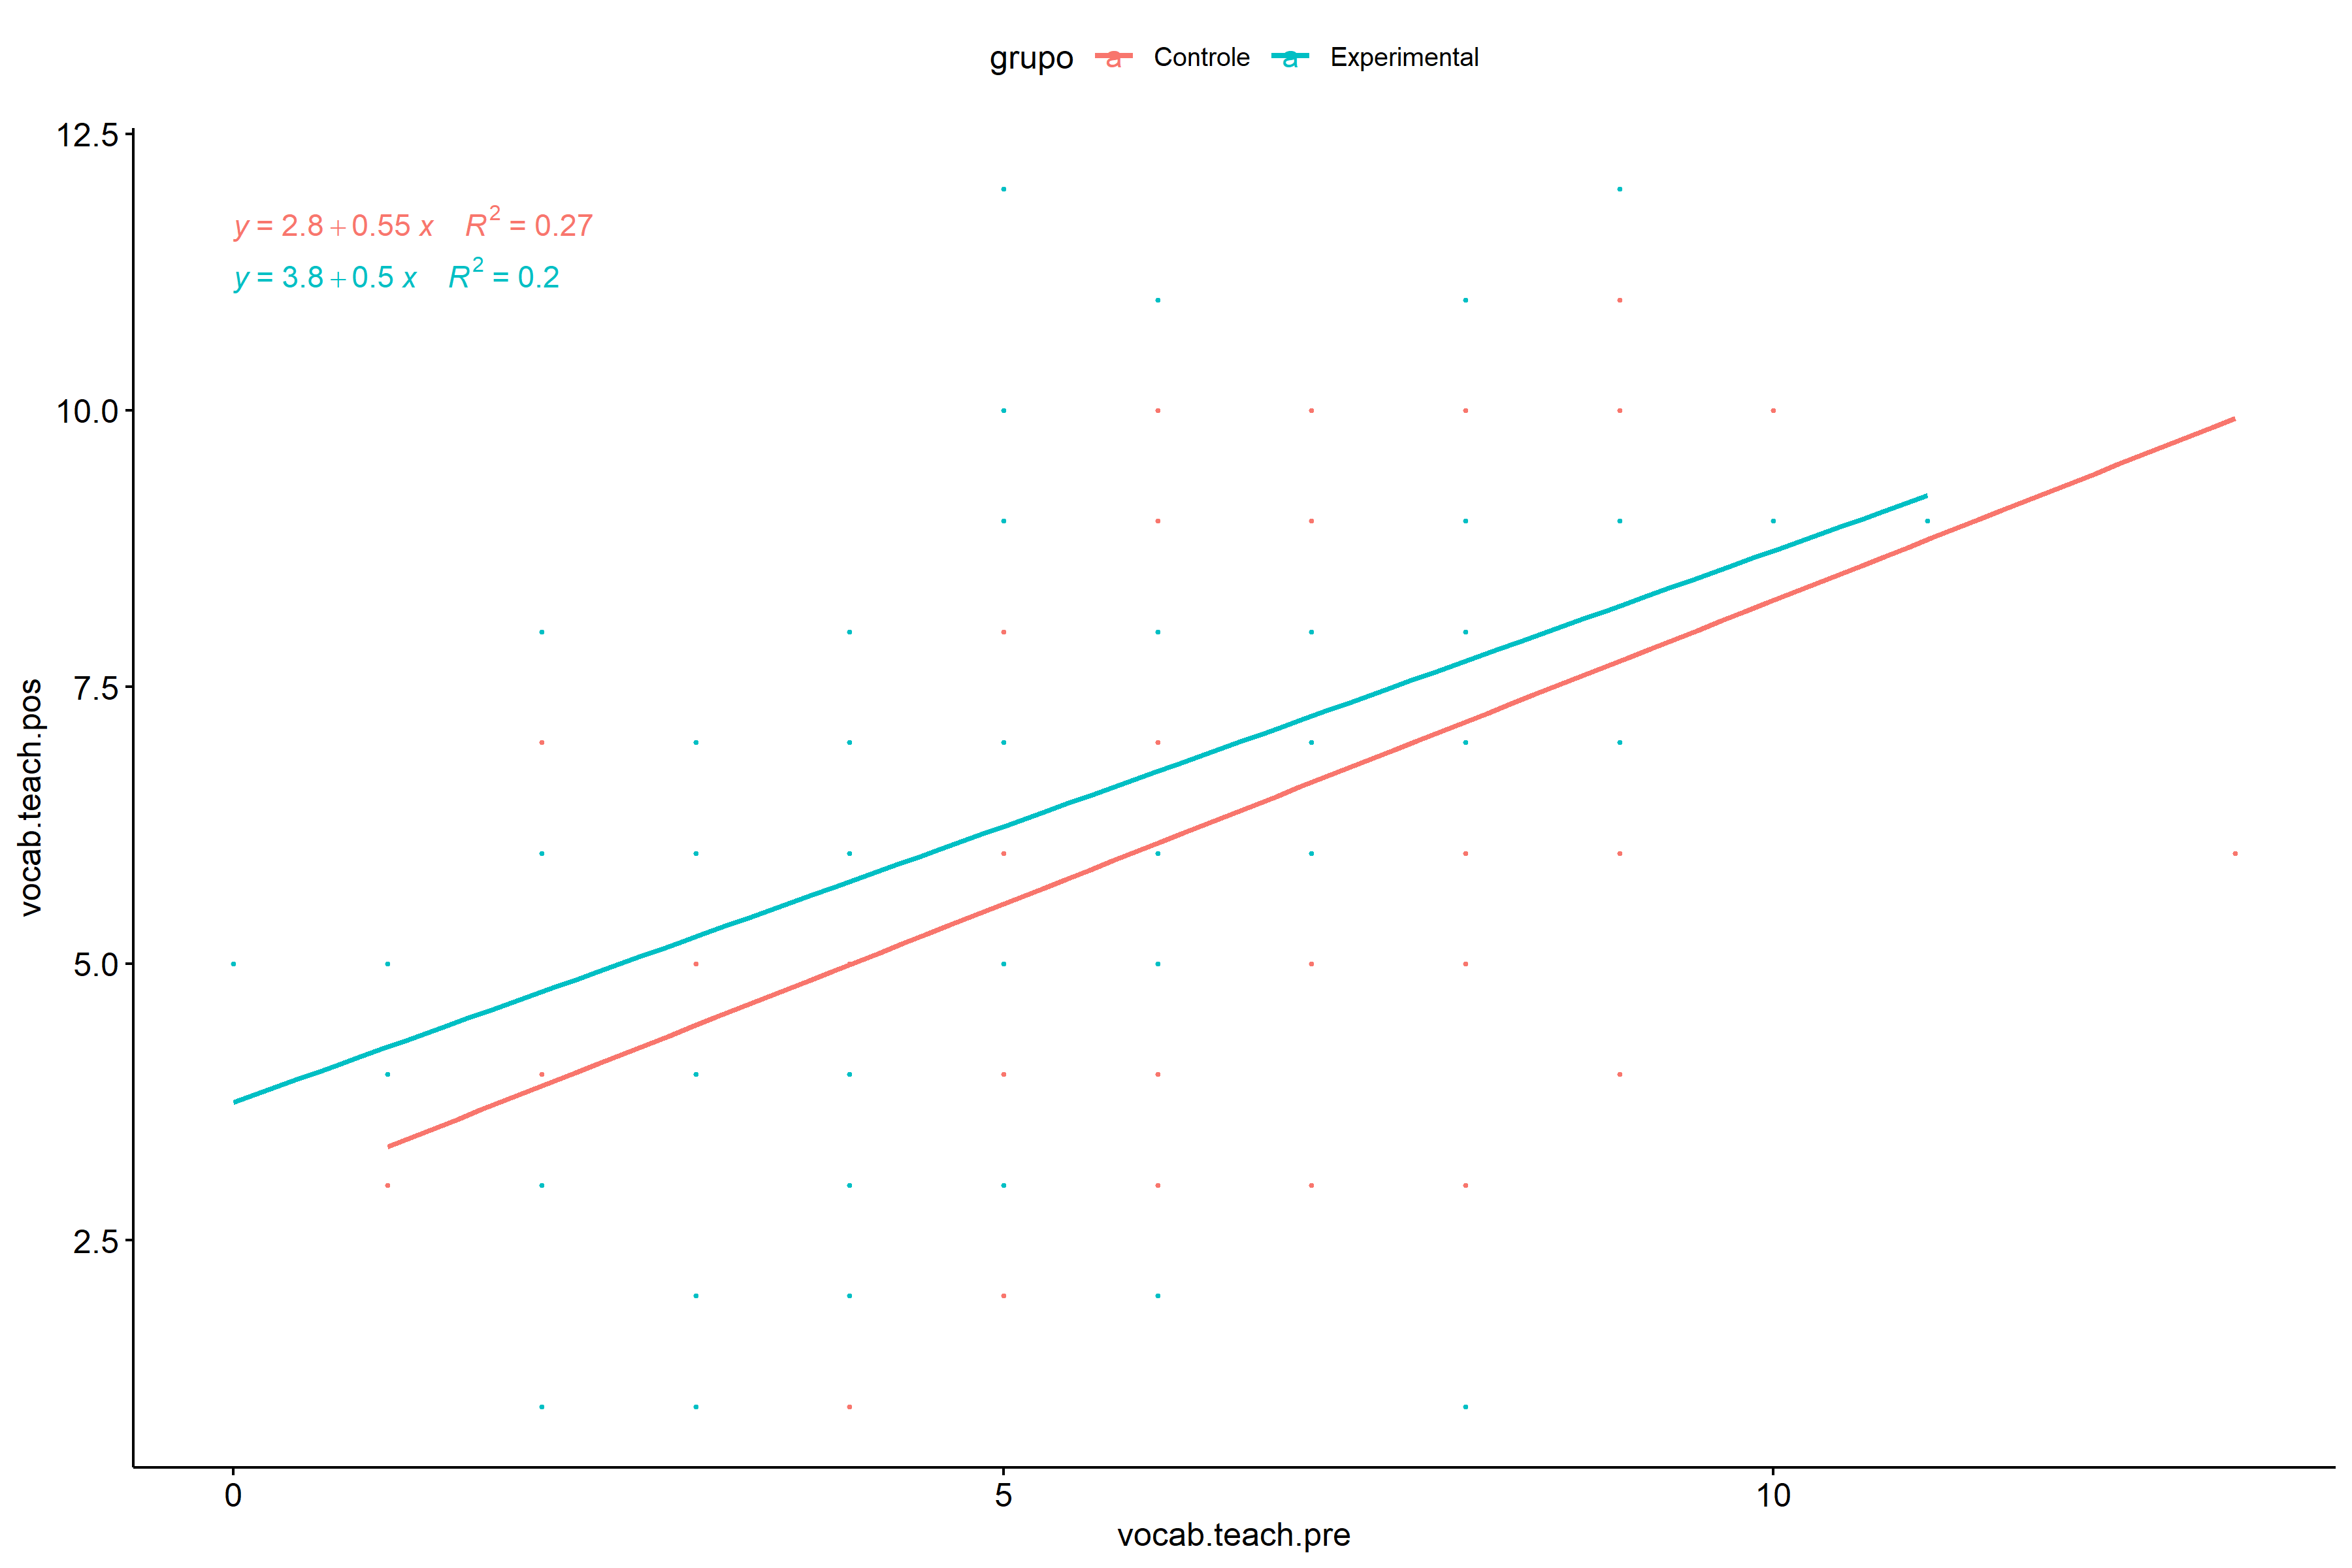 grupo a Controle a Experimental
12.5
y = 2.8 + 0.55 x R² = 0.27
y = 3.8 + 0.5 x R² = 0.2
10.0
7.5
vocab.teach.pos
5.0
2.5
0 5 10
vocab.teach.pre